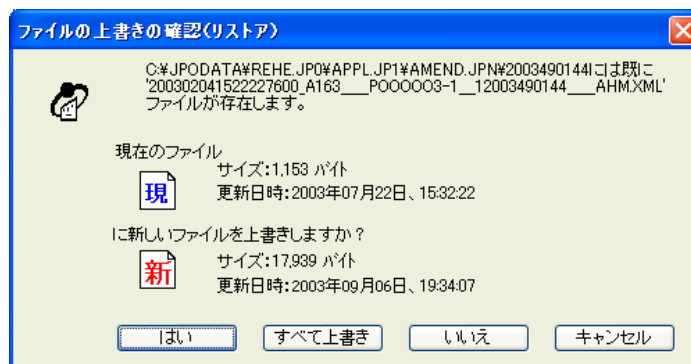 ファイルの上書きの確認(リストア)
C:¥JPODATA¥REHE.JP0¥APPL.JP1¥AMEND.JPN¥2003490144には既に
'200302041522227600_A163___P000003-1__12003490144___AHM.XML'
ファイルが存在します。
現在のファイル
現
サイズ:1,153 バイト
更新日時:2003年07月22日、15:32:22
に新しいファイルを上書きしますか?
新
サイズ:17,939 バイト
更新日時:2003年09月06日、19:34:07
はい すべて上書き いいえ キャンセル